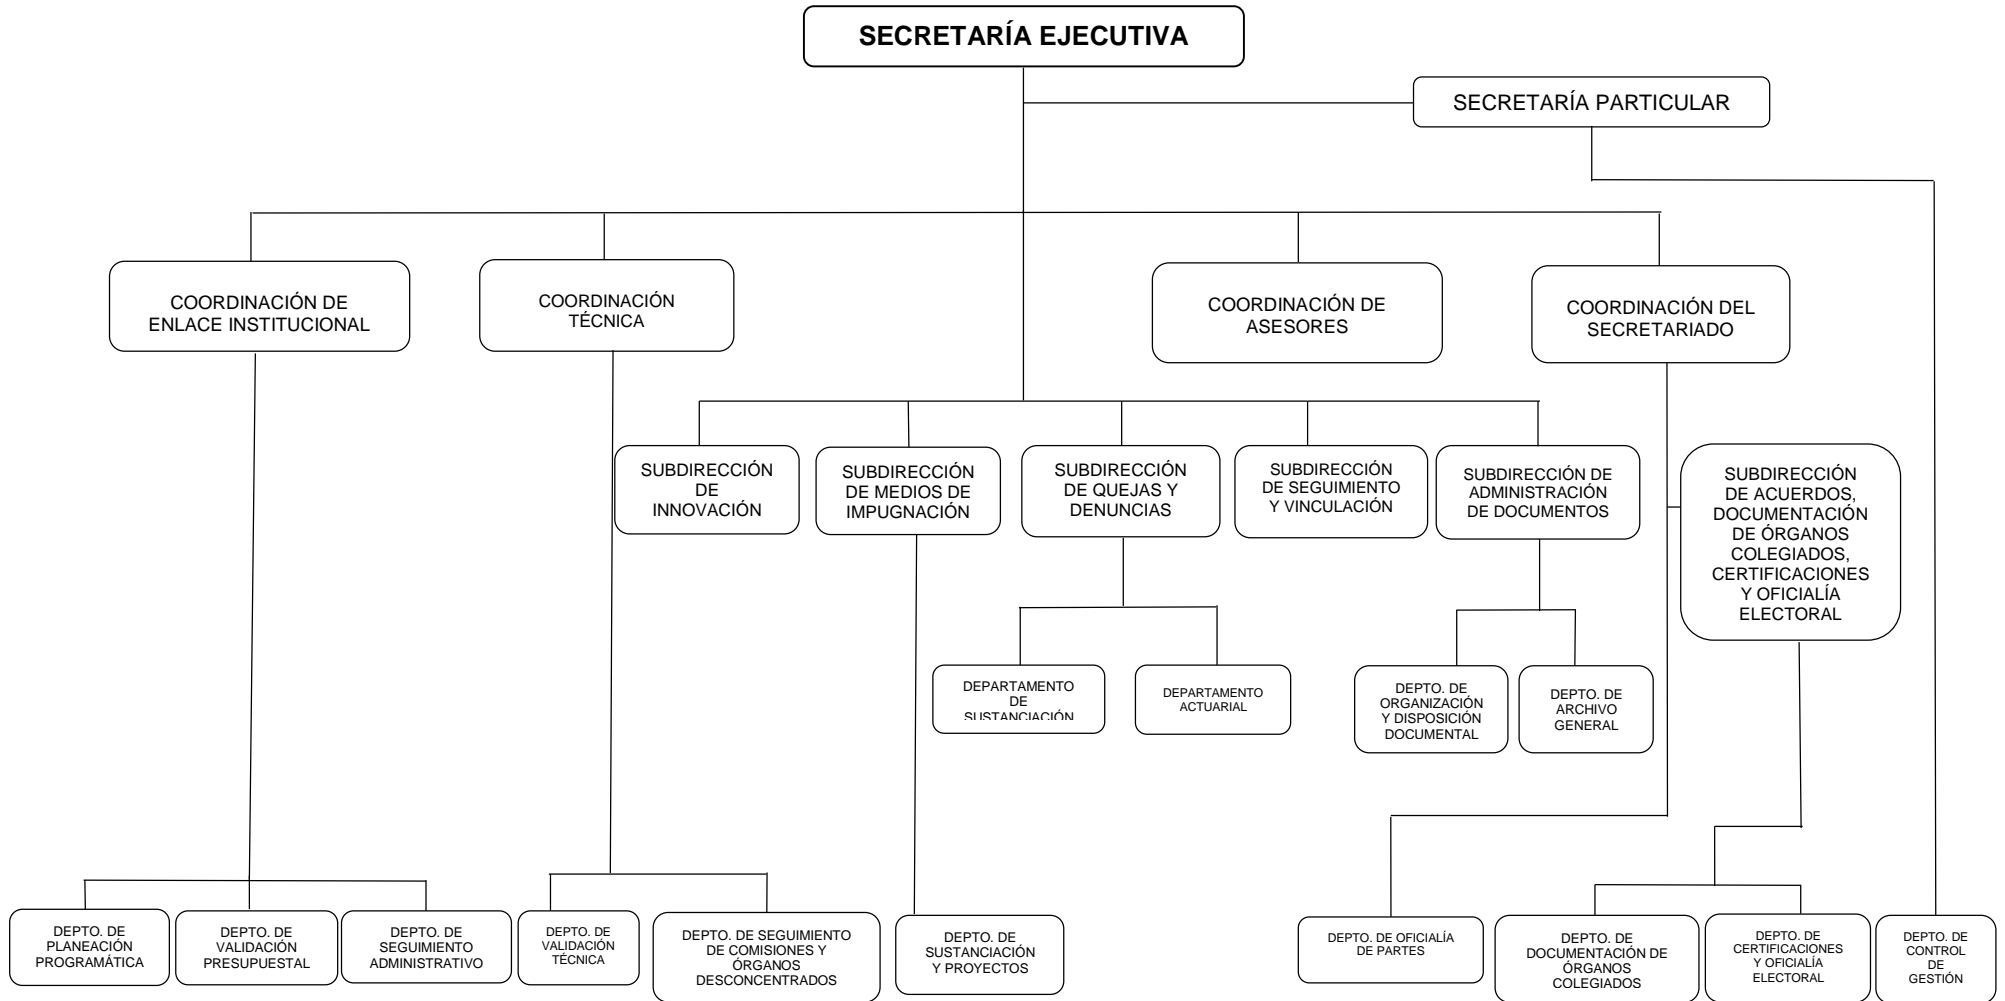 SECRETARÍA EJECUTIVA
SECRETARÍA PARTICULAR
COORDINACIÓN DE
ENLACE INSTITUCIONAL
COORDINACIÓN
TÉCNICA
COORDINACIÓN DE
ASESORES
COORDINACIÓN DEL
SECRETARIADO
SUBDIRECCIÓN
DE
INNOVACIÓN
SUBDIRECCIÓN
DE MEDIOS DE
IMPUGNACIÓN
SUBDIRECCIÓN
DE QUEJAS Y
DENUNCIAS
SUBDIRECCIÓN
DE SEGUIMIENTO
Y VINCULACIÓN
SUBDIRECCIÓN DE
ADMINISTRACIÓN
DE DOCUMENTOS
SUBDIRECCIÓN
DE ACUERDOS,
DOCUMENTACIÓN
DE ÓRGANOS
COLEGIADOS,
CERTIFICACIONES
Y OFICIALÍA
ELECTORAL
DEPARTAMENTO
DE
SUSTANCIACIÓN
DEPARTAMENTO
ACTUARIAL
DEPTO. DE
ORGANIZACIÓN
Y DISPOSICIÓN
DOCUMENTAL
DEPTO. DE
ARCHIVO
GENERAL
DEPTO. DE
PLANEACIÓN
PROGRAMÁTICA
DEPTO. DE
VALIDACIÓN
PRESUPUESTAL
DEPTO. DE
SEGUIMIENTO
ADMINISTRATIVO
DEPTO. DE
VALIDACIÓN
TÉCNICA
DEPTO. DE SEGUIMIENTO
DE COMISIONES Y
ÓRGANOS
DESCONCENTRADOS
DEPTO. DE
SUSTANCIACIÓN
Y PROYECTOS
DEPTO. DE OFICIALÍA
DE PARTES
DEPTO. DE
DOCUMENTACIÓN DE
ÓRGANOS
COLEGIADOS
DEPTO. DE
CERTIFICACIONES
Y OFICIALÍA
ELECTORAL
DEPTO. DE
CONTROL
DE
GESTIÓN